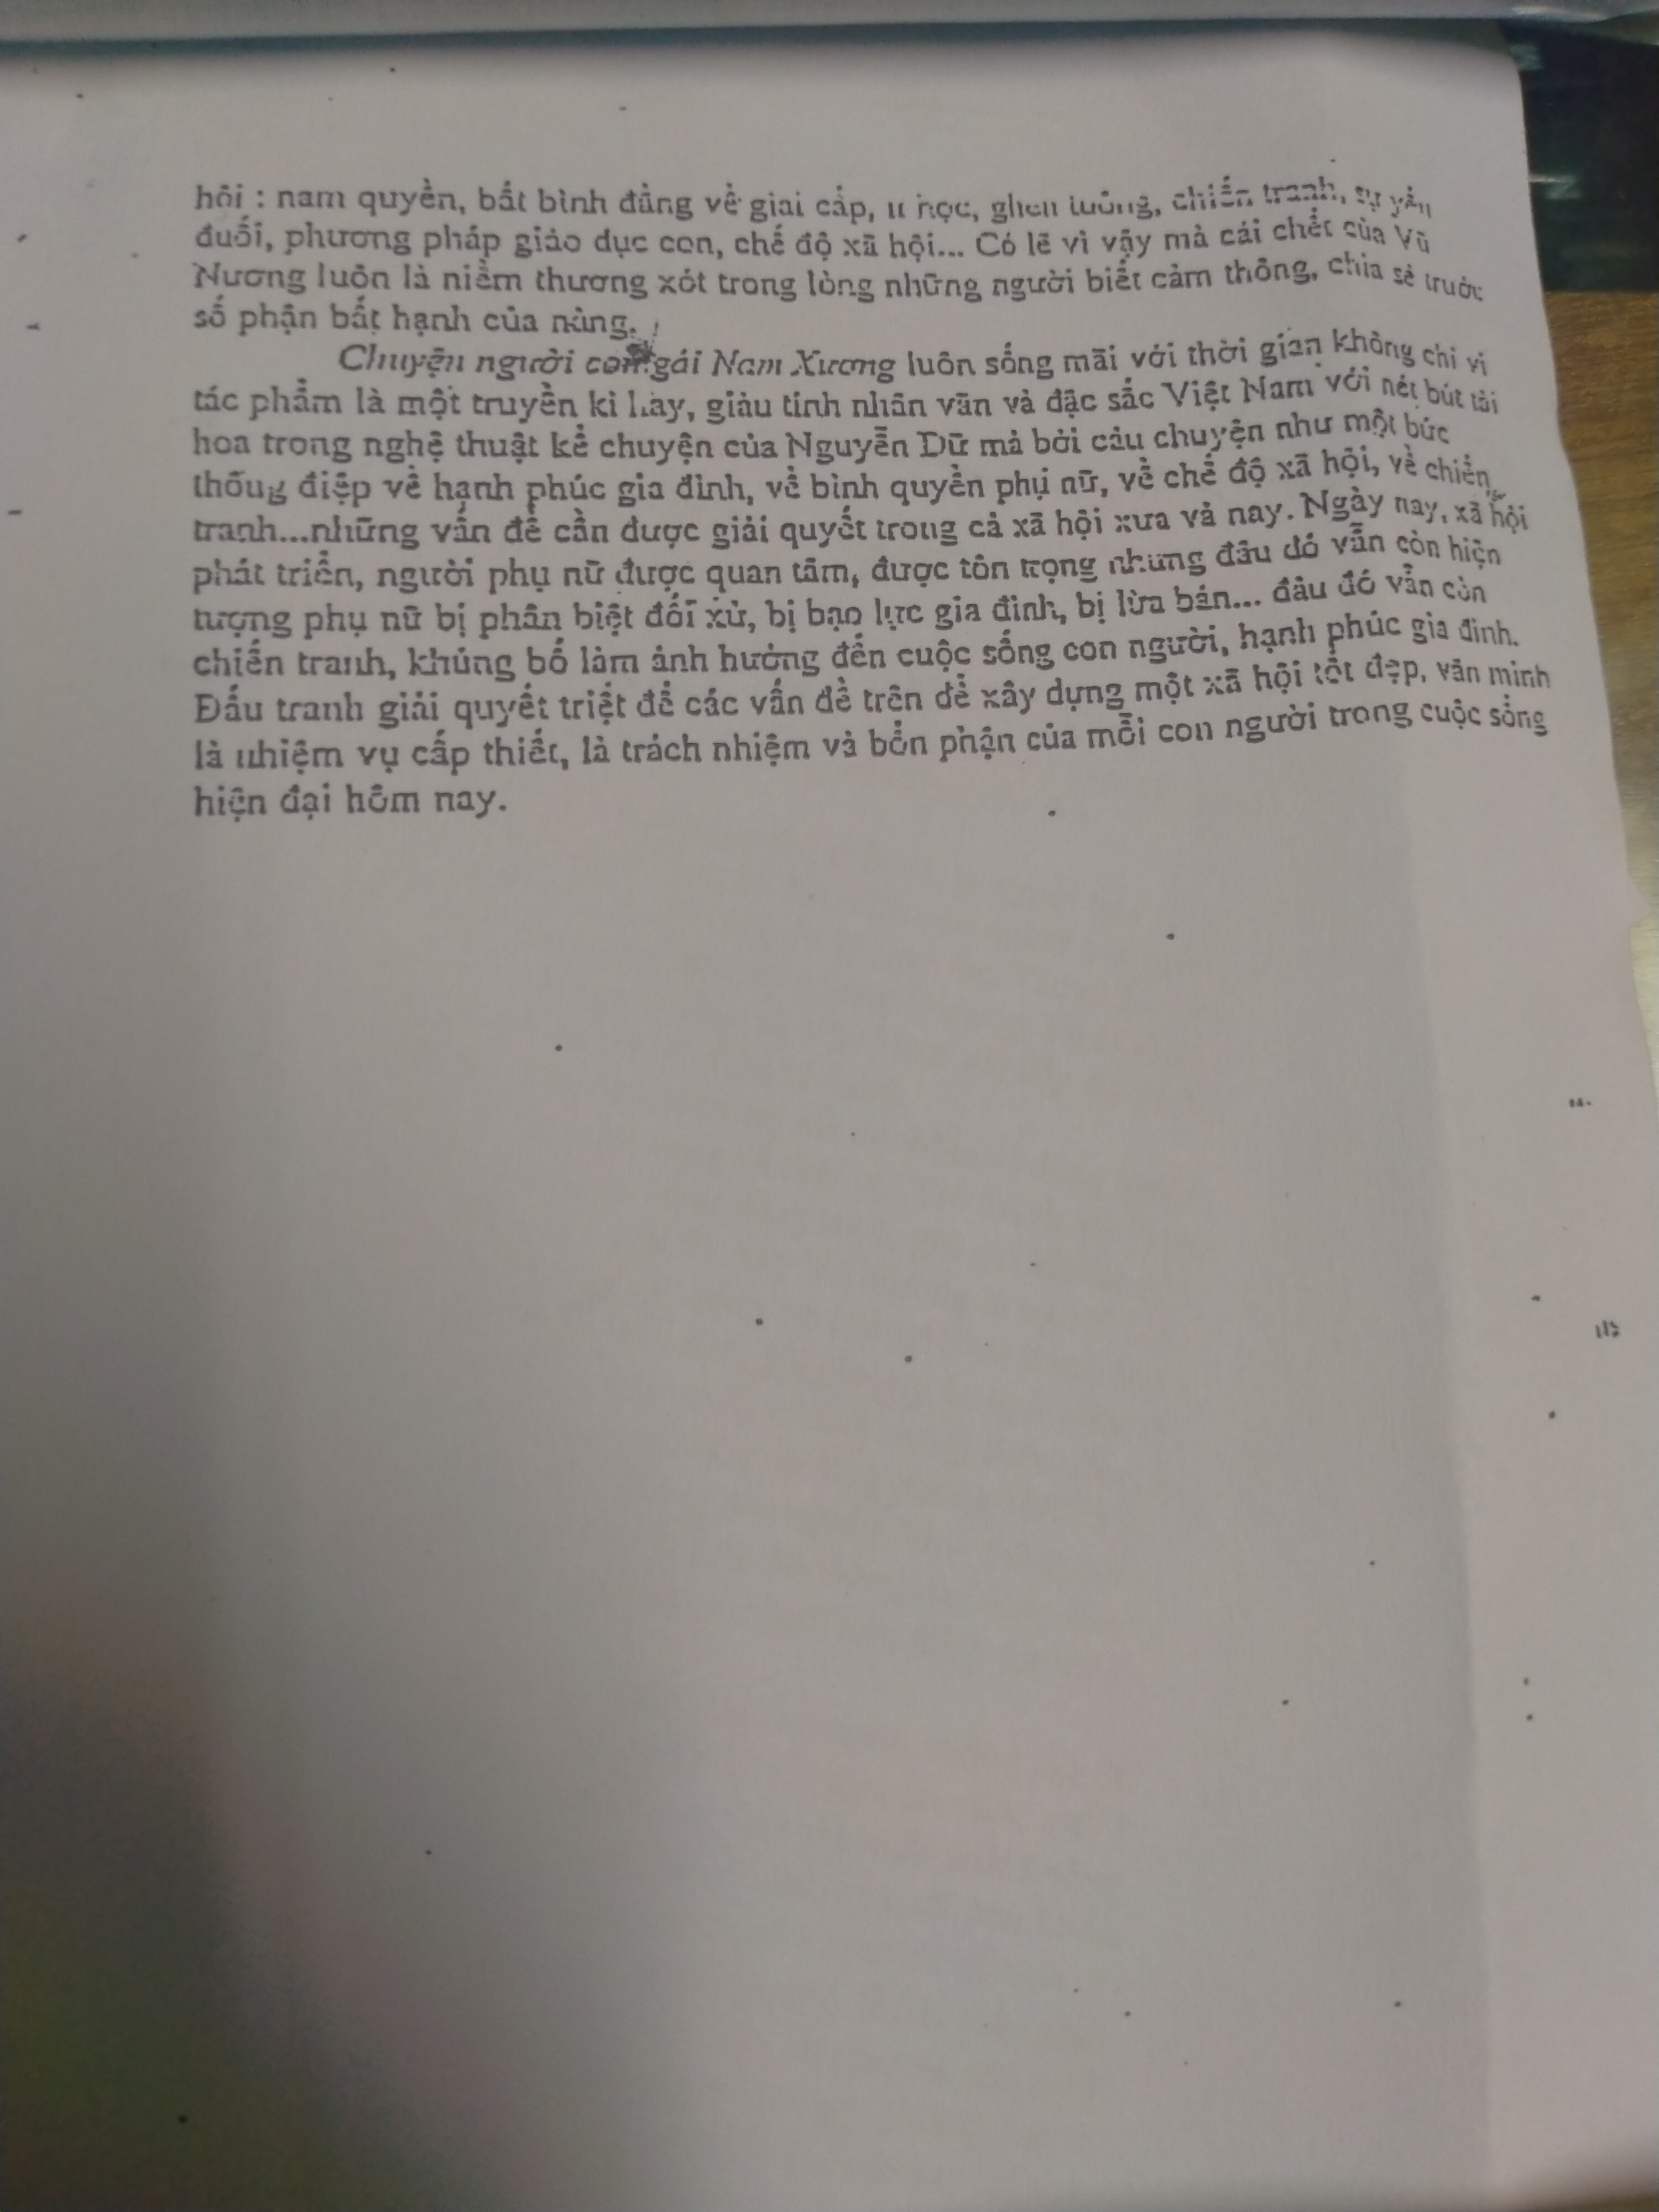 hội : nam quyền, bất bình đẳng về giai cấp, ít học, ghen tuông, chiến tranh, sự yếu
đuối, phương pháp giáo dục con, chế độ xã hội... Có lẽ vì vậy mà cái chết của Vũ
Nương luôn là niềm thương xót trong lòng những người biết cảm thông, chia sẻ trước
số phận bất hạnh của nàng.
Chuyện người con gái Nam Xương luôn sống mãi với thời gian không chỉ vì
tác phẩm là một truyền kì hay, giàu tính nhân văn và đặc sắc Việt Nam với nét bút tài
hoa trong nghệ thuật kể chuyện của Nguyễn Dữ mà bởi câu chuyện như một bức
thông điệp về hạnh phúc gia đình, về bình quyền phụ nữ, về chế độ xã hội, về chiến
tranh...những vấn đề cần được giải quyết trong cả xã hội xưa và nay. Ngày nay, xã hội
phát triển, người phụ nữ được quan tâm, được tôn trọng nhưng đâu đó vẫn còn hiện
tượng phụ nữ bị phân biệt đối xử, bị bạo lực gia đình, bị lừa bán... đâu đó vẫn còn
chiến tranh, khủng bố làm ảnh hưởng đến cuộc sống con người, hạnh phúc gia đình.
Đấu tranh giải quyết triệt để các vấn đề trên để xây dựng một xã hội tốt đẹp, văn minh
là nhiệm vụ cấp thiết, là trách nhiệm và bổn phận của mỗi con người trong cuộc sống
hiện đại hôm nay.